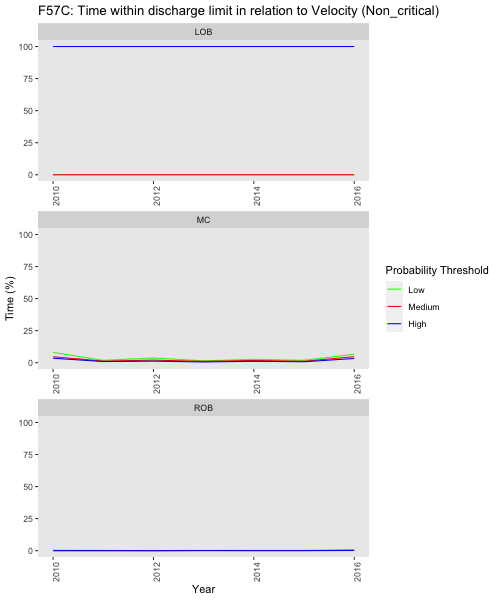 F57C: Time within discharge limit in relation to Velocity (Non_critical)
LOB
100
75
50
25
0
2010
2012
2014
2016
MC
100
75
50
25
0
2010
2012
2014
2016
ROB
100
75
50
25
0
2010
2012
2014
2016
Time (%)
Year
Probability Threshold
Low
Medium
High